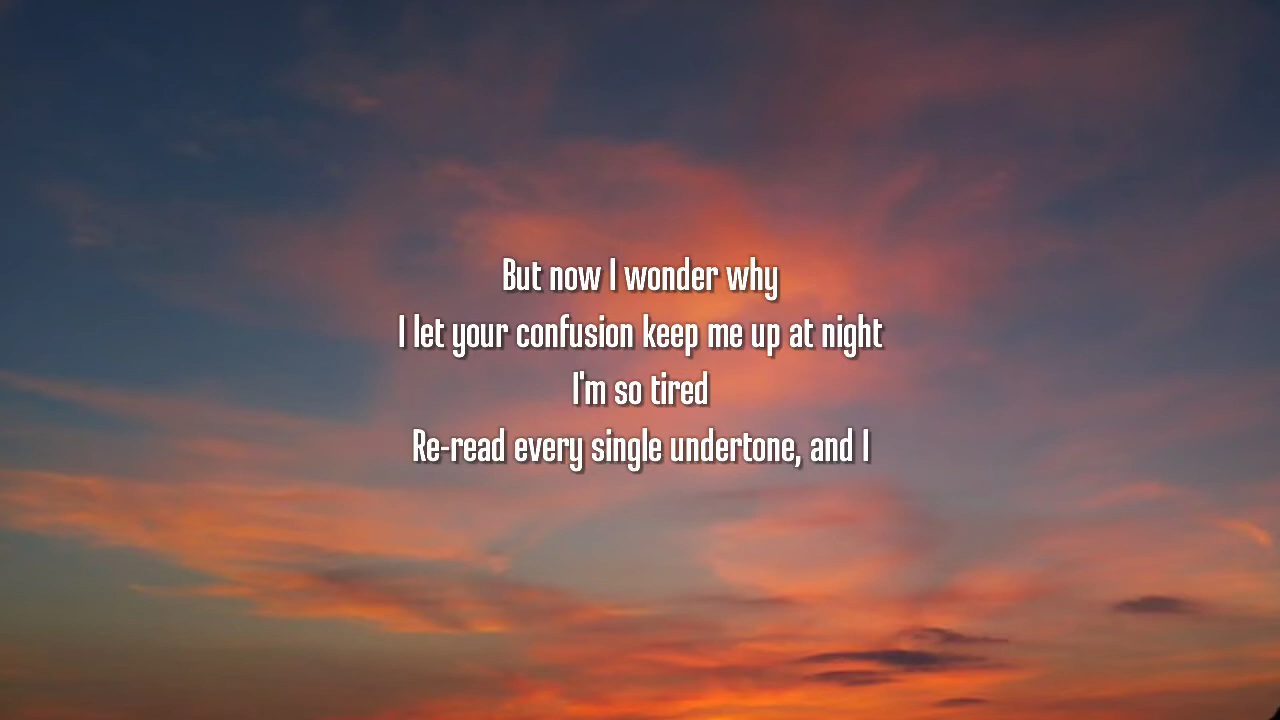 But now I wonder why
I let your confusion keep me up at night
I'm so tired
Re-read every single undertone, and I